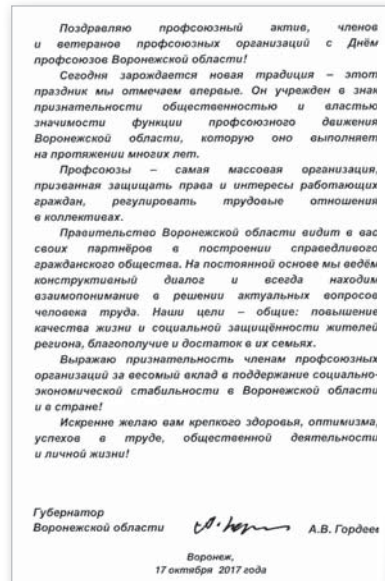 Поздравляю профсоюзный актив, членов
и ветеранов профсоюзных организаций с Днём
профсоюзов Воронежской области!
Сегодня зарождается новая традиция – этот
праздник мы отмечаем впервые. Он учрежден в знак
признательности общественностью и властью
значимости функции профсоюзного движения
Воронежской области, которую оно выполняет
на протяжении многих лет.
Профсоюзы – самая массовая организация,
призванная защищать права и интересы работающих
граждан, регулировать трудовые отношения
в коллективах.
Правительство Воронежской области видит в вас
своих партнёров в построении справедливого
гражданского общества. На постоянной основе мы ведём
конструктивный диалог и всегда находим
взаимопонимание в решении актуальных вопросов
человека труда. Наши цели – общие: повышение
качества жизни и социальной защищённости жителей
региона, благополучие и достаток в их семьях.
Выражаю признательность членам профсоюзных
организаций за весомый вклад в поддержание социально-
экономической стабильности в Воронежской области
и в стране!
Искренне желаю вам крепкого здоровья, оптимизма,
успехов в труде, общественной деятельности
и личной жизни!
Губернатор
Воронежской области А.В. Гордеев
Воронеж,
17 октября 2017 года